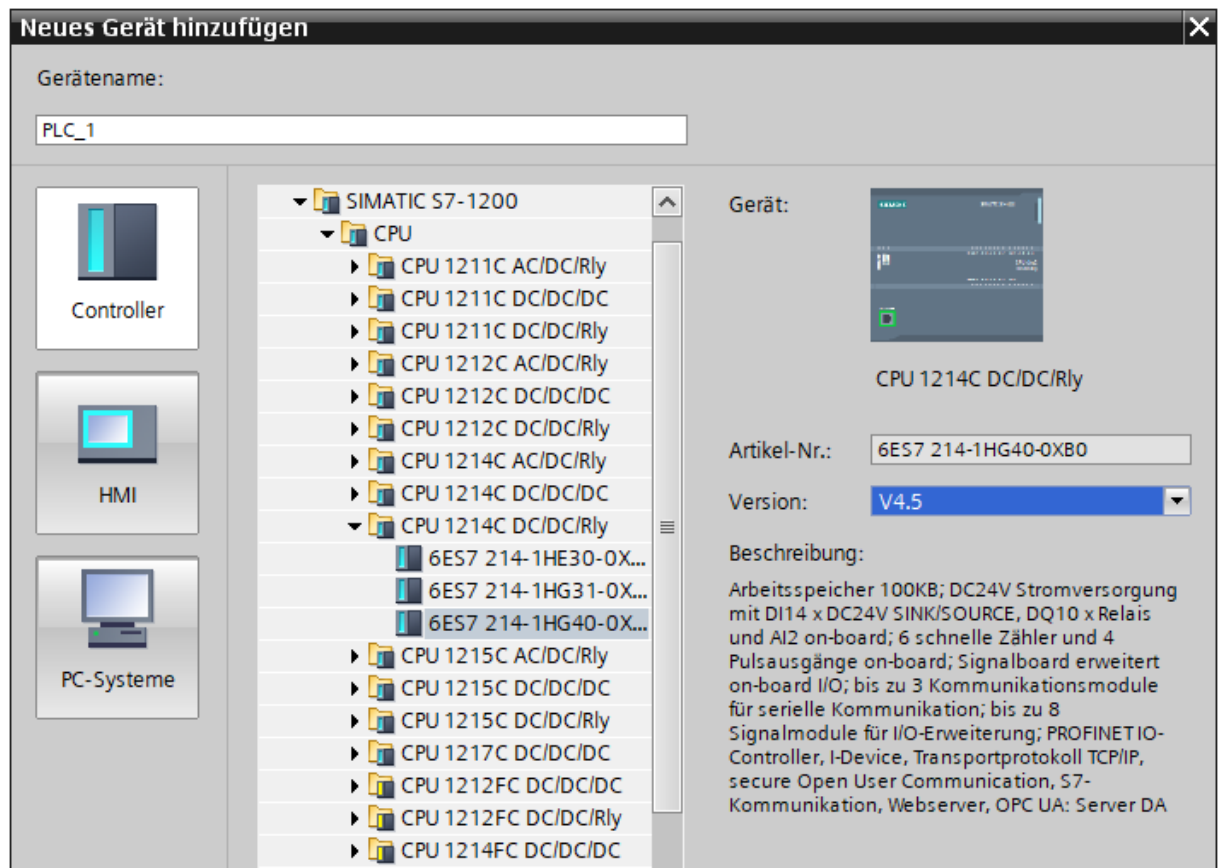 Neues Gerät hinzufügen
Gerätename:
PLC_1
Controller
HMI
PC-Systeme
SIMATIC S7-1200
CPU
CPU 1211C AC/DC/Rly
CPU 1211C DC/DC/DC
CPU 1211C DC/DC/Rly
CPU 1212C AC/DC/Rly
CPU 1212C DC/DC/DC
CPU 1212C DC/DC/Rly
CPU 1214C AC/DC/Rly
CPU 1214C DC/DC/DC
CPU 1214C DC/DC/Rly
6ES7 214-1HE30-0X...
6ES7 214-1HG31-0X...
6ES7 214-1HG40-0X...
CPU 1215C AC/DC/Rly
CPU 1215C DC/DC/DC
CPU 1215C DC/DC/Rly
CPU 1217C DC/DC/DC
CPU 1212FC DC/DC/DC
CPU 1212FC DC/DC/Rly
CPU 1214FC DC/DC/DC
Gerät:
SIEMENS
CPU 1214C DC/DC/Rly
Artikel-Nr.: 6ES7 214-1HG40-0XB0
Version: V4.5
Beschreibung:
Arbeitsspeicher 100KB; DC24V Stromversorgung
mit DI14 x DC24V SINK/SOURCE, DQ10 x Relais
und AI2 on-board; 6 schnelle Zähler und 4
Pulsausgänge on-board; Signalboard erweitert
on-board I/O; bis zu 3 Kommunikationsmodule
für serielle Kommunikation; bis zu 8
Signalmodule für I/O-Erweiterung; PROFINET IO-
Controller, I-Device, Transportprotokoll TCP/IP,
secure Open User Communication, S7-
Kommunikation, Webserver, OPC UA: Server DA